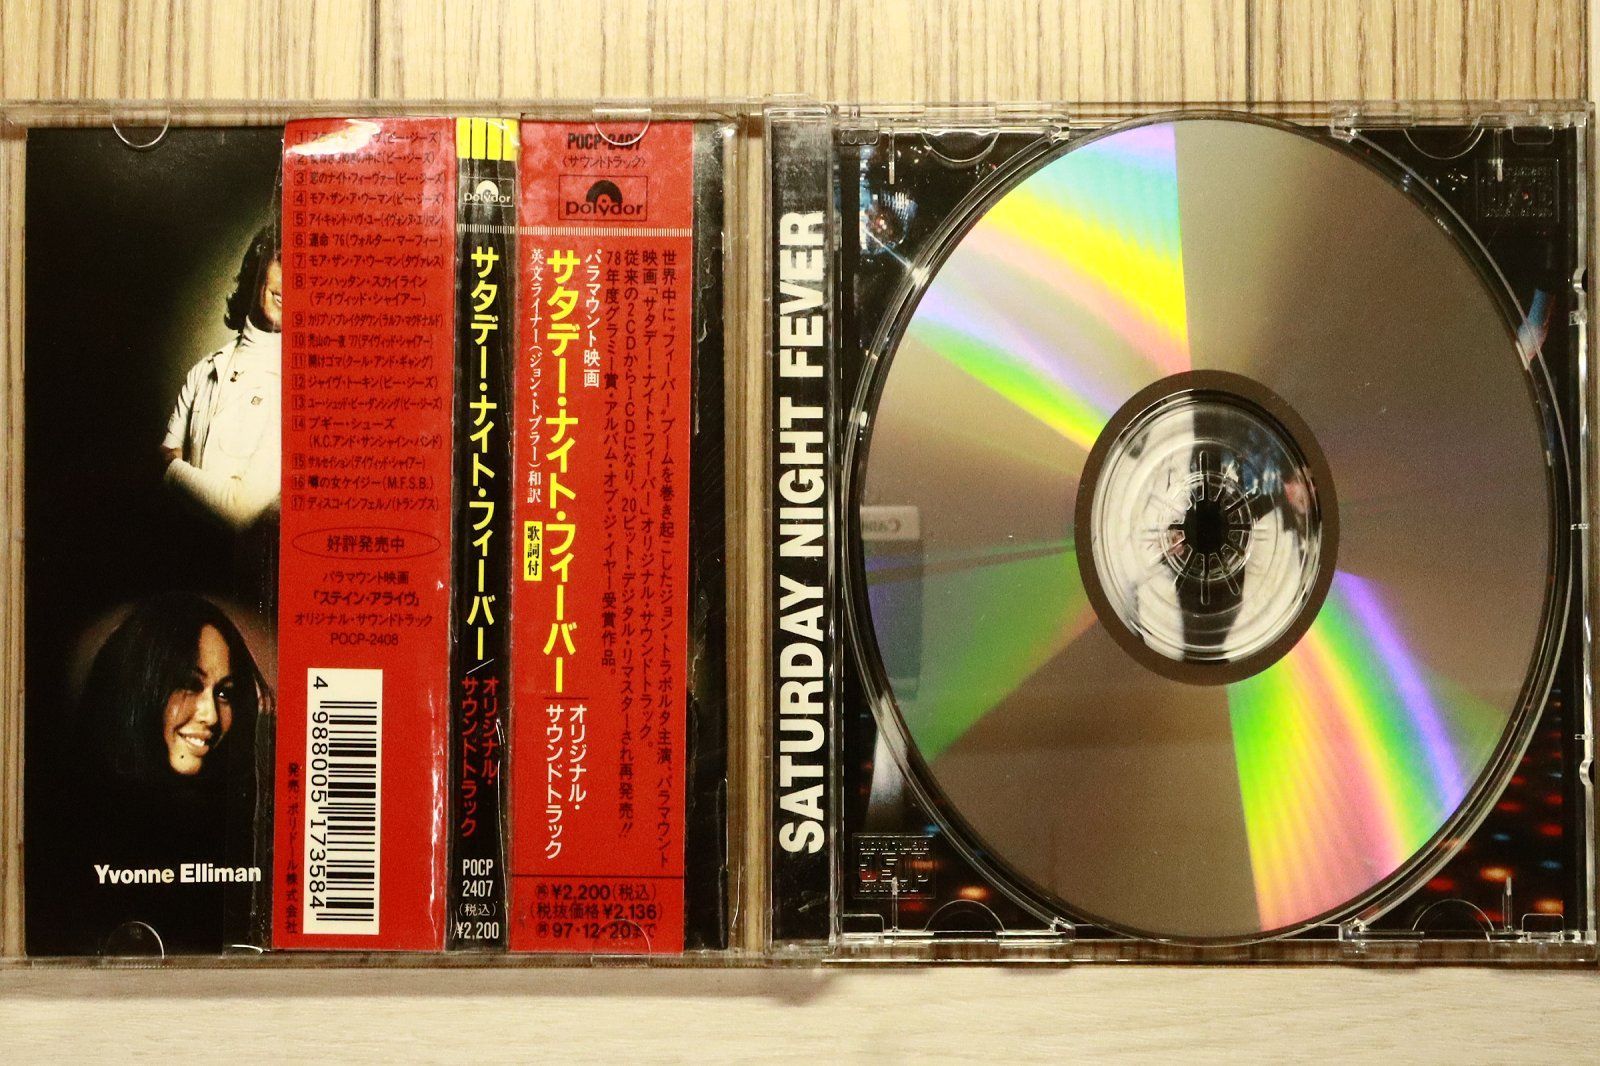 Yvonne Elliman
2 愛はきらめきの中に(ビー・ジーズ)
3 恋のナイト・フィーヴァー(ビー・ジーズ)
4 モア・ザン・ア・ウーマン(ビー・ジーズ)
5 アイ・キャント・ハヴ・ユー(イヴォンヌ・エリマン)
6 運命'76(ウォルター・マーフィー)
7 モア・ザン・ア・ウーマン(タヴァレス)
8 マンハッタン・スカイライン
(デイヴィッド・シャイアー)
9 カリプソ・ブレイクダウン(ラルフ・マクドナルド)
10 禿山の一夜'77(デイヴィッド・シャイアー)
11 開けゴマ(クール・アンド・ギャング)
12 ジャイヴ・トーキン(ビー・ジーズ)
13 ユー・シュッド・ビー・ダンシング(ビー・ジーズ)
14 ブギー・シューズ
(K.C.アンド・サンシャイン・バンド)
15 サルセイション(デイヴィッド・シャイアー)
16 噂の女ケイジー(M.F.S.B.)
17 ディスコ・インフェルノ(トランプス)
好評発売中
パラマウント映画
「ステイン・アライヴ」
オリジナル・サウンドトラック
POCP-2408
4 988005 173584
発売・ポリドール株式会社
polydor
サタデー・ナイト・フィーバー/オリジナル・サウンドトラック
POCP
2407
(税込)
¥2,200
POCP-2407
〈サウンドトラック〉
polydor
世界中に"フィーバー"ブームを巻き起こしたジョン・トラボルタ主演、パラマウント
映画「サタデー・ナイト・フィーバー」オリジナル・サウンドトラック。
従来の2CDから1CDになり、20ビット・デジタル・リマスターされ再発売!!
78年度グラミー賞・アルバム・オブ・ジ・イヤー受賞作品。
パラマウント映画
サタデー・ナイト・フィーバー/オリジナル・サウンドトラック
英文ライナー(ジョン・トブラー)和訳 歌詞付
¥2,200(税込)
(税抜価格¥2,136)
再97・12・20まで
SATURDAY NIGHT FEVER